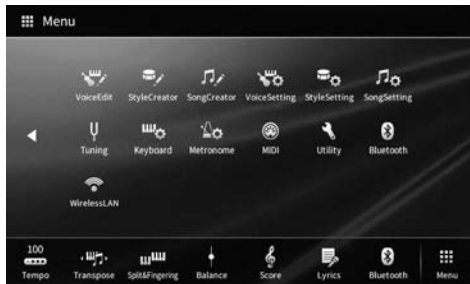 Menu
VoiceEdit StyleCreator SongCreator VoiceSetting StyleSetting SongSetting
Tuning Keyboard Metronome MIDI Utility Bluetooth
WirelessLAN
100
Tempo Transpose Split&Fingering Balance Score Lyrics Bluetooth Menu